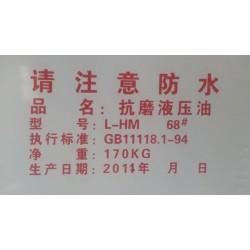 请注意防水
品名：抗磨液压油
型号：L-HM 68#
执行标准：GB11118.1-94
净重：170KG
生产日期：201 年 月 日